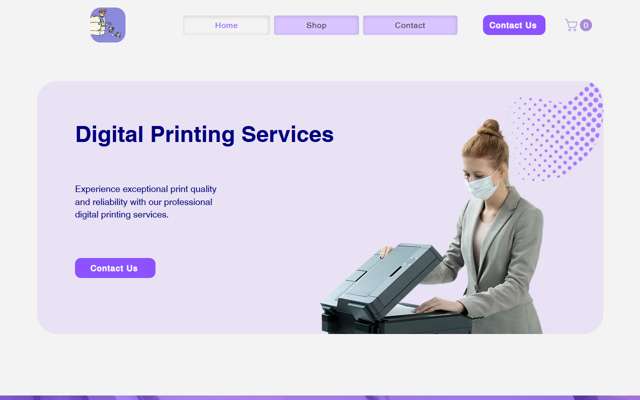 Home
Shop
Contact
Contact Us
0
Digital Printing Services
Experience exceptional print quality
and reliability with our professional
digital printing services.
Contact Us